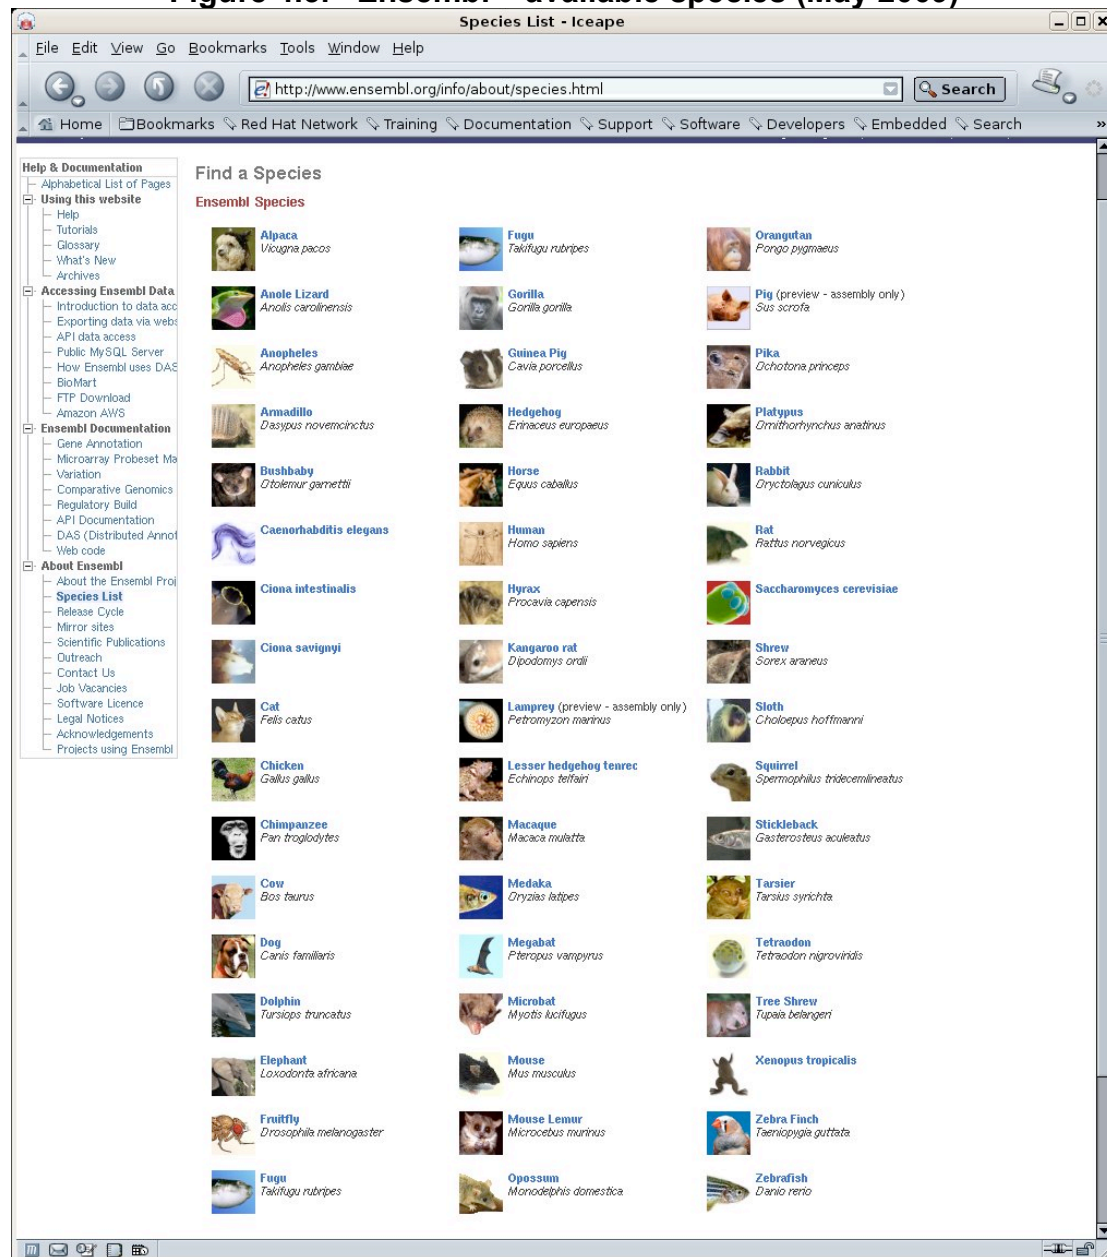 Species List - Iceape
File Edit View Go Bookmarks Tools Window Help
http://www.ensembl.org/info/about/species.html
Search
Home Bookmarks Red Hat Network Training Documentation Support Software Developers Embedded Search »
Help & Documentation
Alphabetical List of Pages
Using this website
Help
Tutorials
Glossary
What's New
Archives
Accessing Ensembl Data
Introduction to data acc
Exporting data via webs
API data access
Public MySQL Server
How Ensembl uses DAS
BioMart
FTP Download
Amazon AWS
Ensembl Documentation
Gene Annotation
Microarray Probeset Ma
Variation
Comparative Genomics
Regulatory Build
API Documentation
DAS (Distributed Annot
Web code
About Ensembl
About the Ensembl Proj
Species List
Release Cycle
Mirror sites
Scientific Publications
Outreach
Contact Us
Job Vacancies
Software Licence
Legal Notices
Acknowledgements
Projects using Ensembl
Find a Species
Ensembl Species
Alpaca
Vicugna pacos
Anole Lizard
Anolis carolinensis
Anopheles
Anopheles gambiae
Armadillo
Dasypus novemcinctus
Bushbaby
Otolemur garnettii
Caenorhabditis elegans
Ciona intestinalis
Ciona savignyi
Cat
Felis catus
Chicken
Gallus gallus
Chimpanzee
Pan troglodytes
Cow
Bos taurus
Dog
Canis familiaris
Dolphin
Tursiops truncatus
Elephant
Loxodonta africana
Fruitfly
Drosophila melanogaster
Fugu
Takifugu rubripes
Fugu
Takifugu rubripes
Gorilla
Gorilla gorilla
Guinea Pig
Cavia porcellus
Hedgehog
Erinaceus europaeus
Horse
Equus caballus
Human
Homo sapiens
Hyrax
Procavia capensis
Kangaroo rat
Dipodomys ordii
Lamprey (preview - assembly only)
Petromyzon marinus
Lesser hedgehog tenrec
Echinops telfairi
Macaque
Macaca mulatta
Medaka
Oryzias latipes
Megabat
Pteropus vampyrus
Microbat
Myotis lucifugus
Mouse
Mus musculus
Mouse Lemur
Microcebus murinus
Opossum
Monodelphis domestica
Orangutan
Pongo pygmaeus
Pig (preview - assembly only)
Sus scrofa
Pika
Ochotona princeps
Platypus
Ornithorhynchus anatinus
Rabbit
Oryctolagus cuniculus
Rat
Rattus norvegicus
Saccharomyces cerevisiae
Shrew
Sorex araneus
Sloth
Choloepus hoffmanni
Squirrel
Spermophilus tridecemlineatus
Stickleback
Gasterosteus aculeatus
Tarsier
Tarsius syrichta
Tetraodon
Tetraodon nigroviridis
Tree Shrew
Tupaia belangeri
Xenopus tropicalis
Zebra Finch
Taeniopygia guttata
Zebrafish
Danio rerio